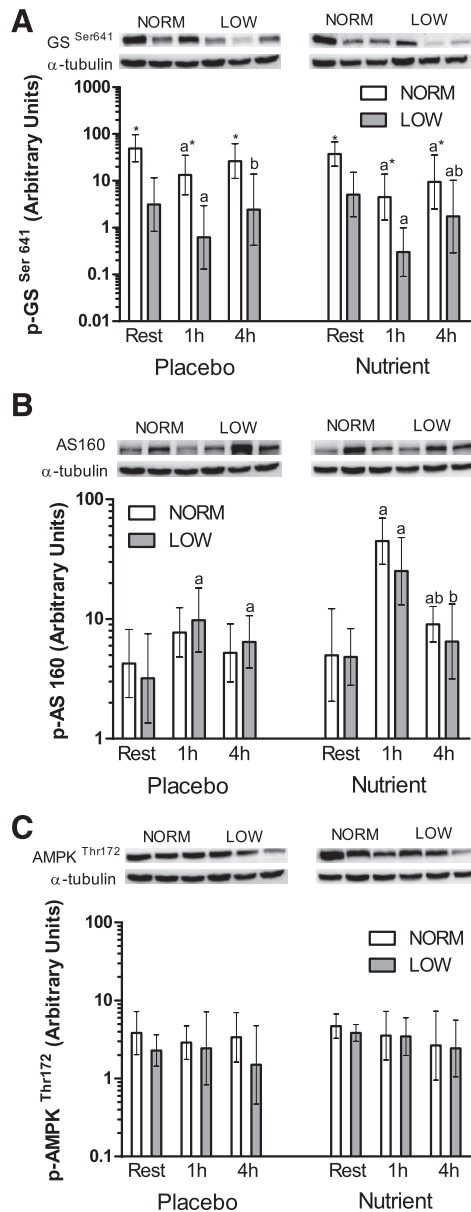 A
NORM LOW NORM LOW
GS Ser641
α-tubulin
1000
100
10
1
0.1
0.01
p-GS Ser 641 (Arbitrary Units)
NORM
LOW
* a* a * b * a* a a* ab
Rest 1h 4h Rest 1h 4h
Placebo Nutrient
B
NORM LOW NORM LOW
AS160
α-tubulin
100
10
1
p-AS 160 (Arbitrary Units)
NORM
LOW
a a a a ab b
Rest 1h 4h Rest 1h 4h
Placebo Nutrient
C
NORM LOW NORM LOW
AMPK Thr172
α-tubulin
100
10
1
0.1
p-AMPK Thr172 (Arbitrary Units)
NORM
LOW
Rest 1h 4h Rest 1h 4h
Placebo Nutrient